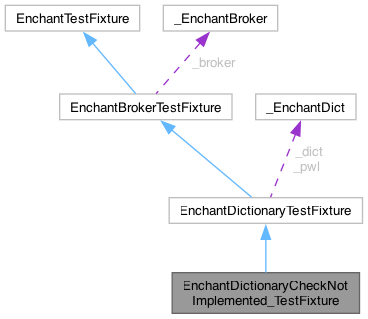 EnchantTestFixture
_EnchantBroker
_broker
EnchantBrokerTestFixture
_EnchantDict
_dict
_pwl
EnchantDictionaryTestFixture
EnchantDictionaryCheckNot
Implemented_TestFixture